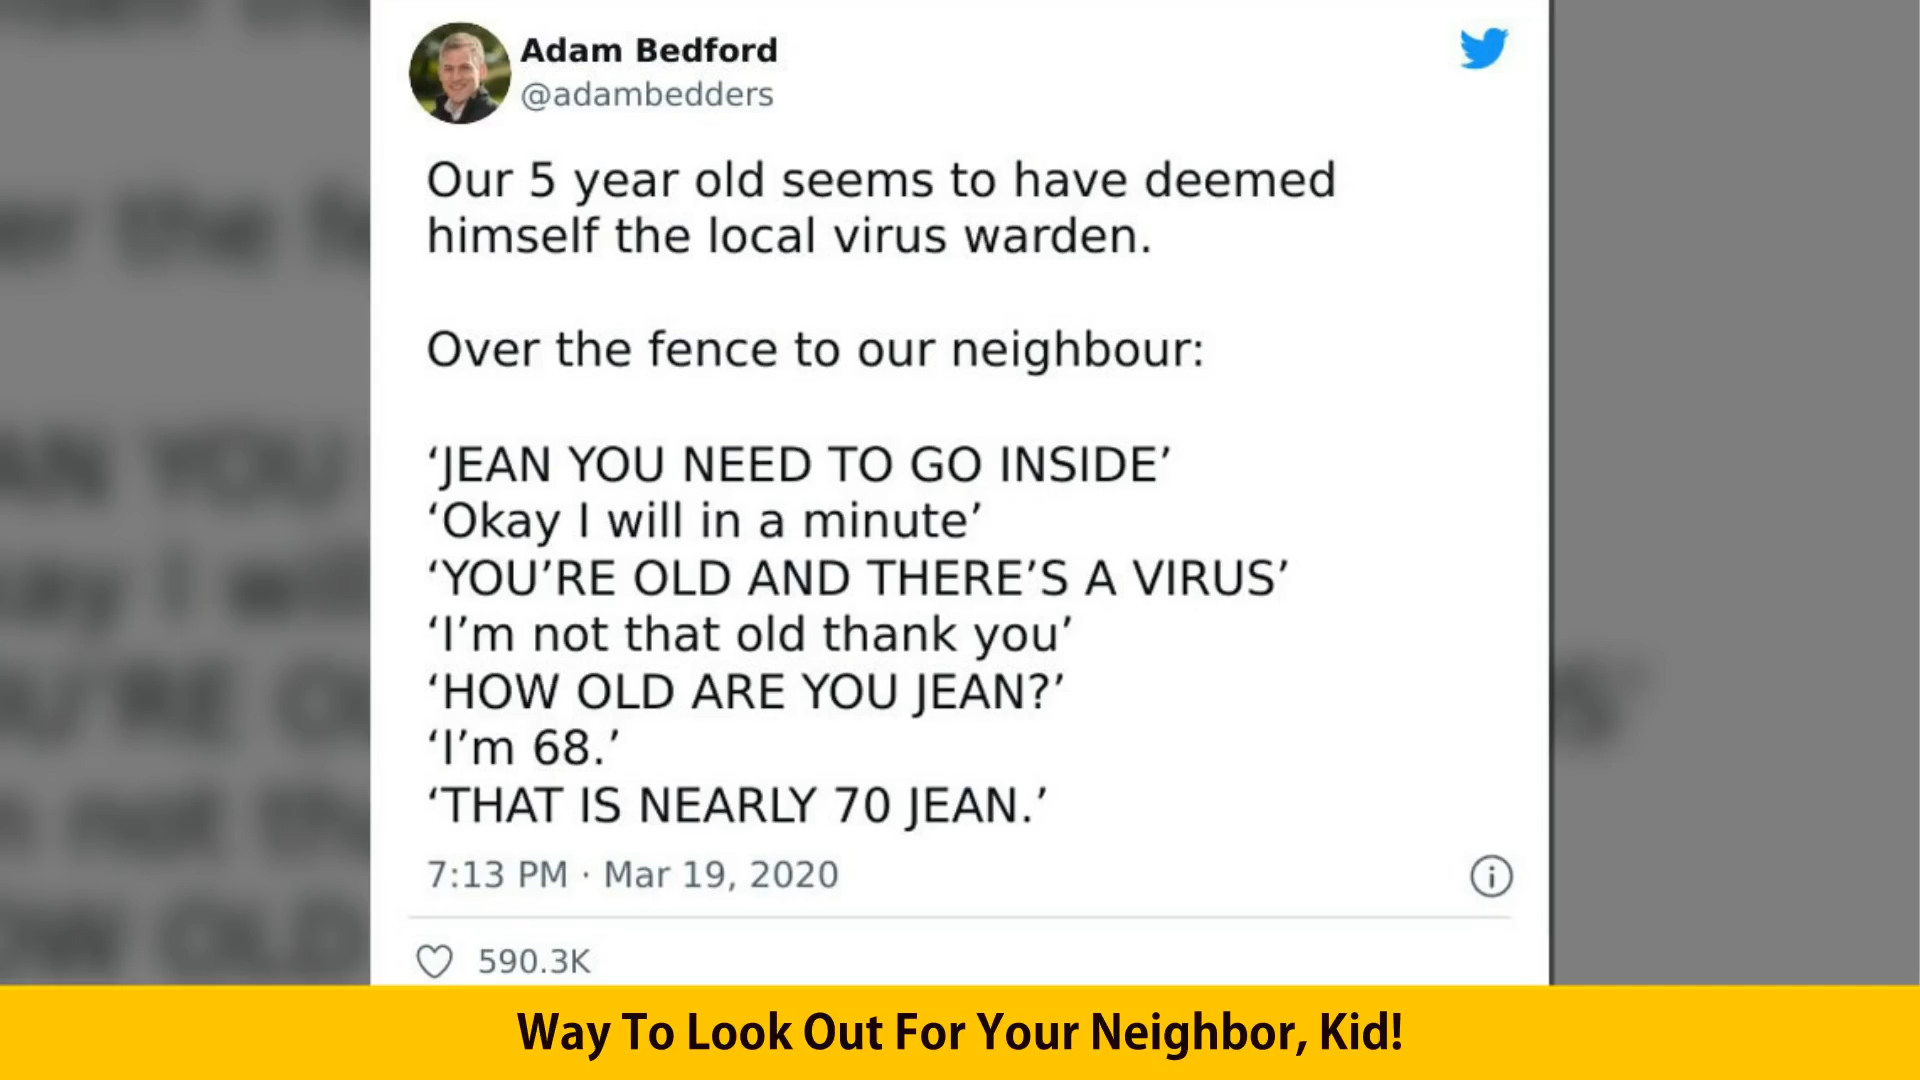 Adam Bedford
@adambedders
Our 5 year old seems to have deemed
himself the local virus warden.
Over the fence to our neighbour:
‘JEAN YOU NEED TO GO INSIDE’
‘Okay I will in a minute’
‘YOU’RE OLD AND THERE’S A VIRUS’
‘I’m not that old thank you’
‘HOW OLD ARE YOU JEAN?’
‘I’m 68.’
‘THAT IS NEARLY 70 JEAN.’
7:13 PM · Mar 19, 2020
590.3K
Way To Look Out For Your Neighbor, Kid!